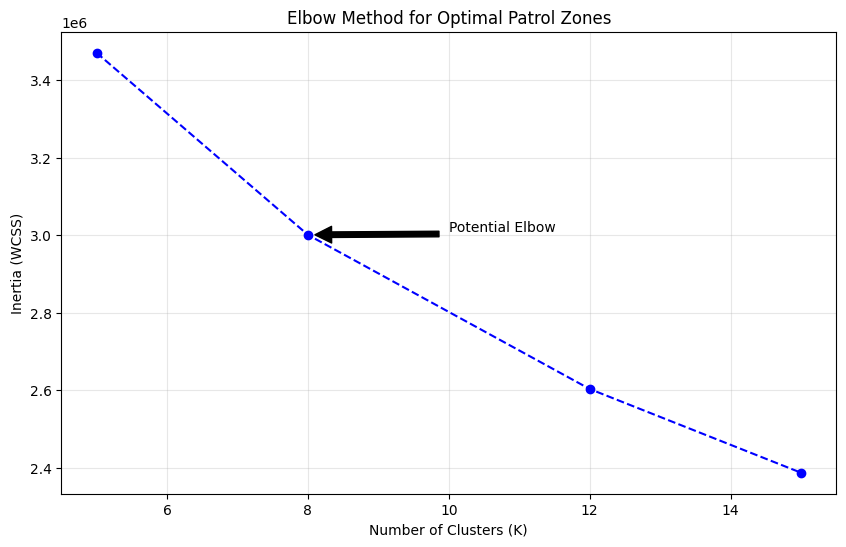 Elbow Method for Optimal Patrol Zones
1e6
3.4
3.2
3.0
2.8
2.6
2.4
Inertia (WCSS)
Potential Elbow
6 8 10 12 14
Number of Clusters (K)